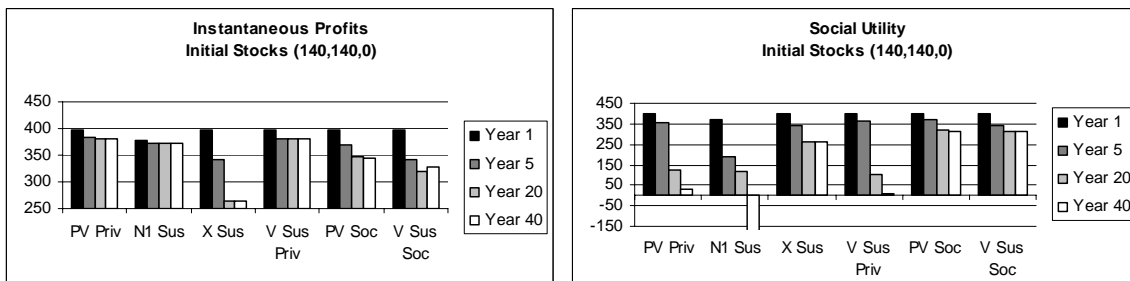 Instantaneous Profits
Initial Stocks (140,140,0)
450
400
350
300
250
PV Priv N1 Sus X Sus V Sus Priv PV Soc V Sus Soc
Year 1
Year 5
Year 20
Year 40
Social Utility
Initial Stocks (140,140,0)
450
350
250
150
50
-50
-150
PV Priv N1 Sus X Sus V Sus Priv PV Soc V Sus Soc
Year 1
Year 5
Year 20
Year 40